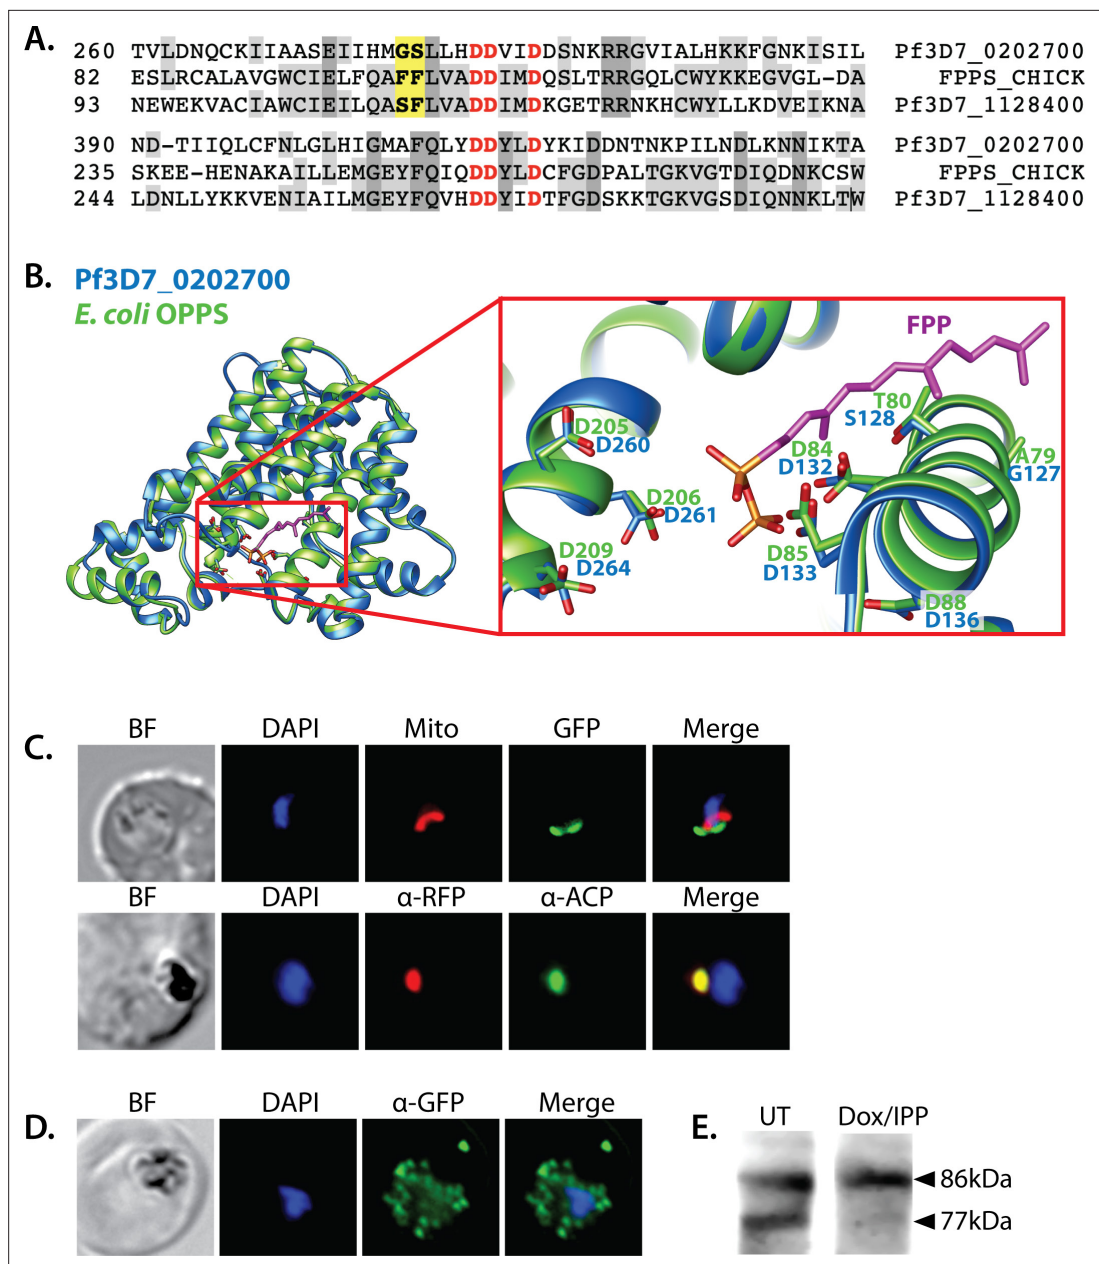 A.
260 TVLDNQCKIIAASEIIHMGSLLHDDVIDDSNKRRGVIALHKKFGNKISIL Pf3D7_0202700
82 ESLRCALAVGWCIELFQAFFLVADDIMDQSLTRRGQLCWYKKEGVGL-DA FPPS_CHICK
93 NEWEKVACIAWCIEILQASFLVADDIMDKGETRRNKHCWYLLKDVEIKNA Pf3D7_1128400
390 ND-TIIQLCFNLGLHIGMAFQLYDDYLDYKIDDNTNKPILNDLKNNIKTA Pf3D7_0202700
235 SKEE-HENAKAILLEMGEYFQIQDDYLDCFGDPALTGKVGTDIQDNKCSW FPPS_CHICK
244 LDNLLYKKVENIAILMGEYFQVHDDYIDTFGDSKKTGKVGSDIQNNKLTW Pf3D7_1128400
B.
Pf3D7_0202700
E. coli OPPS
FPP
T80
S128
D205
D260
D84
D132
A79
G127
D206
D261
D85
D133
D209
D264
D88
D136
C.
BF DAPI Mito GFP Merge
BF DAPI α-RFP α-ACP Merge
D.
BF DAPI α-GFP Merge
E.
UT Dox/IPP
86kDa
77kDa